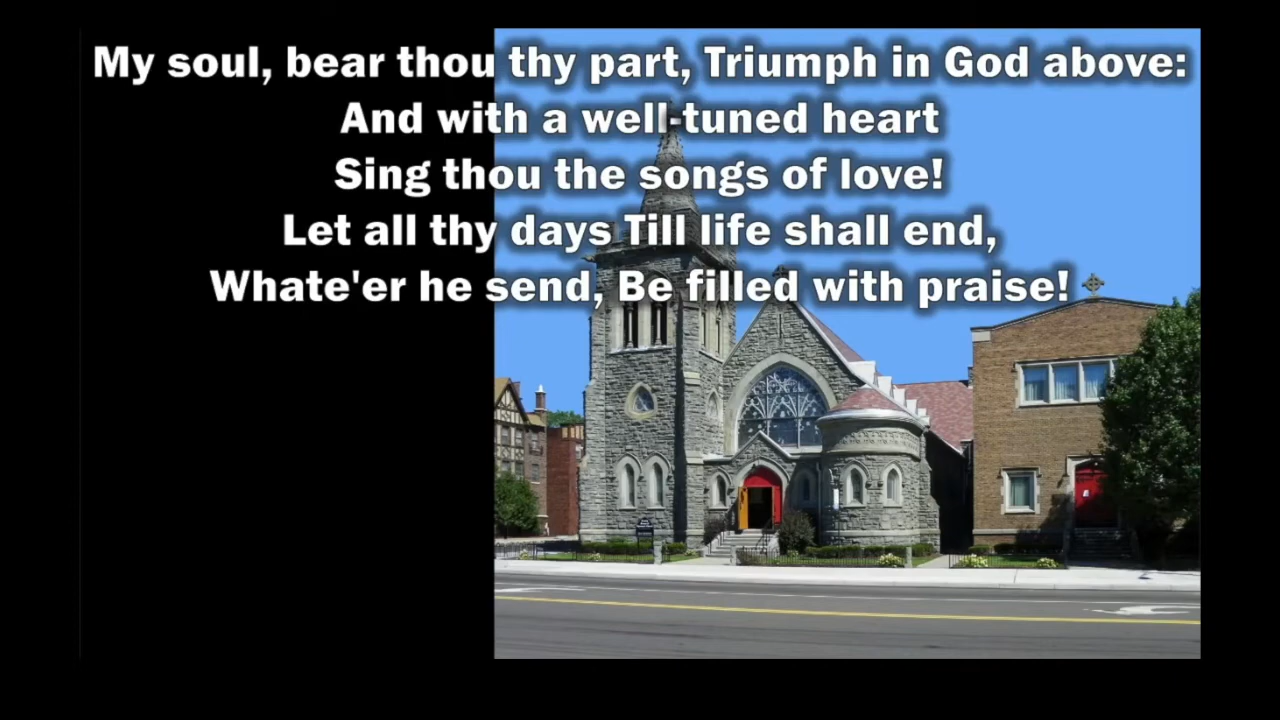 My soul, bear thou thy part, Triumph in God above:
And with a well-tuned heart
Sing thou the songs of love!
Let all thy days Till life shall end,
Whate'er he send, Be filled with praise!